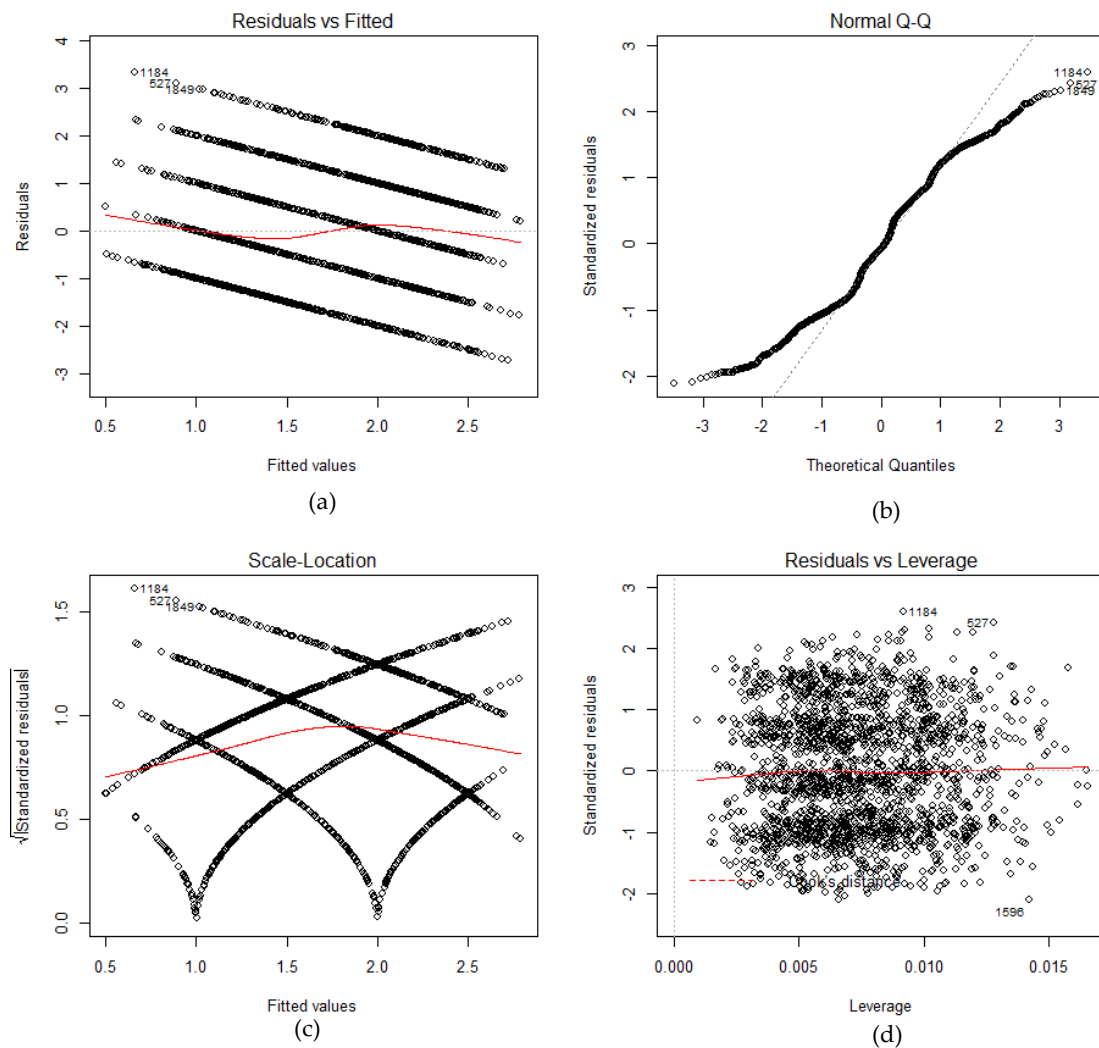 Residuals vs Fitted
Residuals
4
3
2
1
0
-1
-2
-3
1184
527
1849
0.5 1.0 1.5 2.0 2.5
Fitted values
(a)
Normal Q-Q
Standardized residuals
3
2
1
0
-1
-2
1184
527
1849
-3 -2 -1 0 1 2 3
Theoretical Quantiles
(b)
Scale-Location
√|Standardized residuals|
1.5
1.0
0.5
0.0
1184
527
1849
0.5 1.0 1.5 2.0 2.5
Fitted values
(c)
Residuals vs Leverage
Standardized residuals
3
2
1
0
-1
-2
1184
527
Cook's distance
1596
0.000 0.005 0.010 0.015
Leverage
(d)